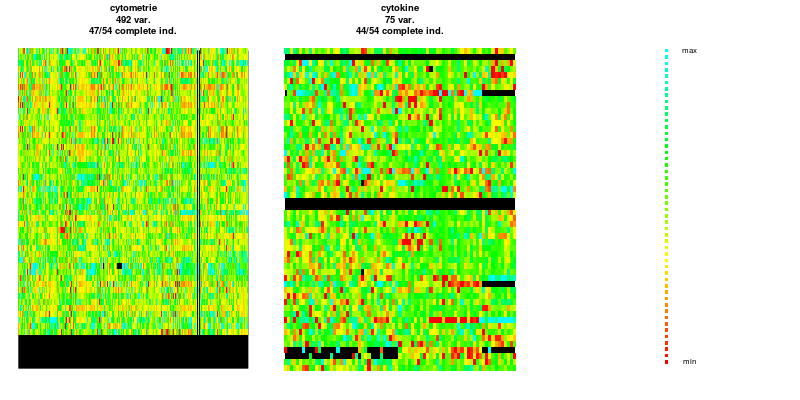 cytometrie
492 var.
47/54 complete ind.
cytokine
75 var.
44/54 complete ind.
max
min